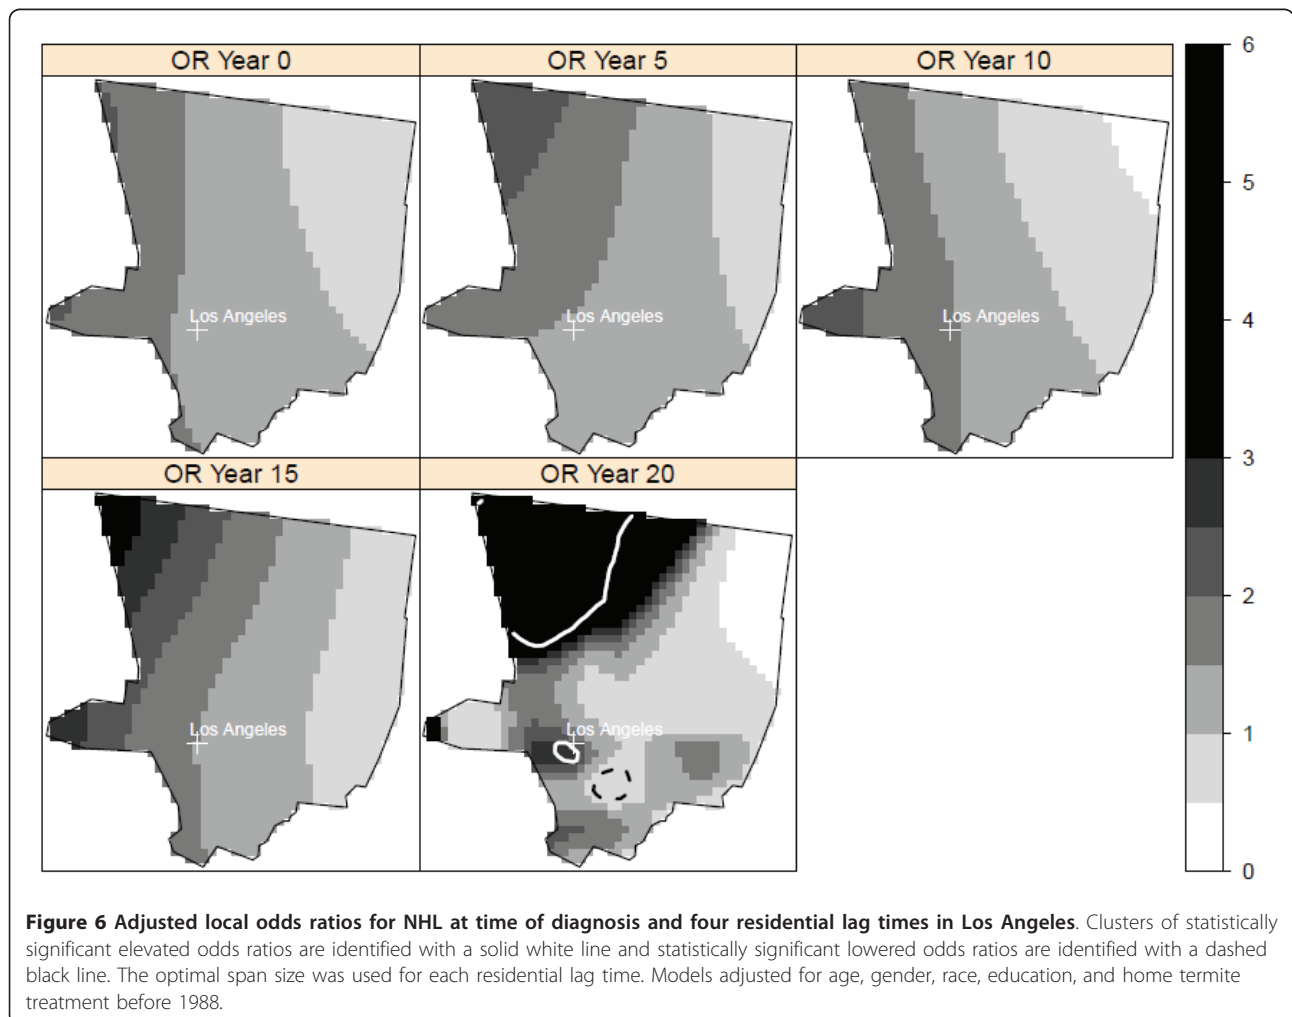 OR Year 0
OR Year 5
OR Year 10
Los Angeles
Los Angeles
Los Angeles
OR Year 15
OR Year 20
Los Angeles
Los Angeles
6
5
4
3
2
1
0
Figure 6 Adjusted local odds ratios for NHL at time of diagnosis and four residential lag times in Los Angeles. Clusters of statistically
significant elevated odds ratios are identified with a solid white line and statistically significant lowered odds ratios are identified with a dashed
black line. The optimal span size was used for each residential lag time. Models adjusted for age, gender, race, education, and home termite
treatment before 1988.